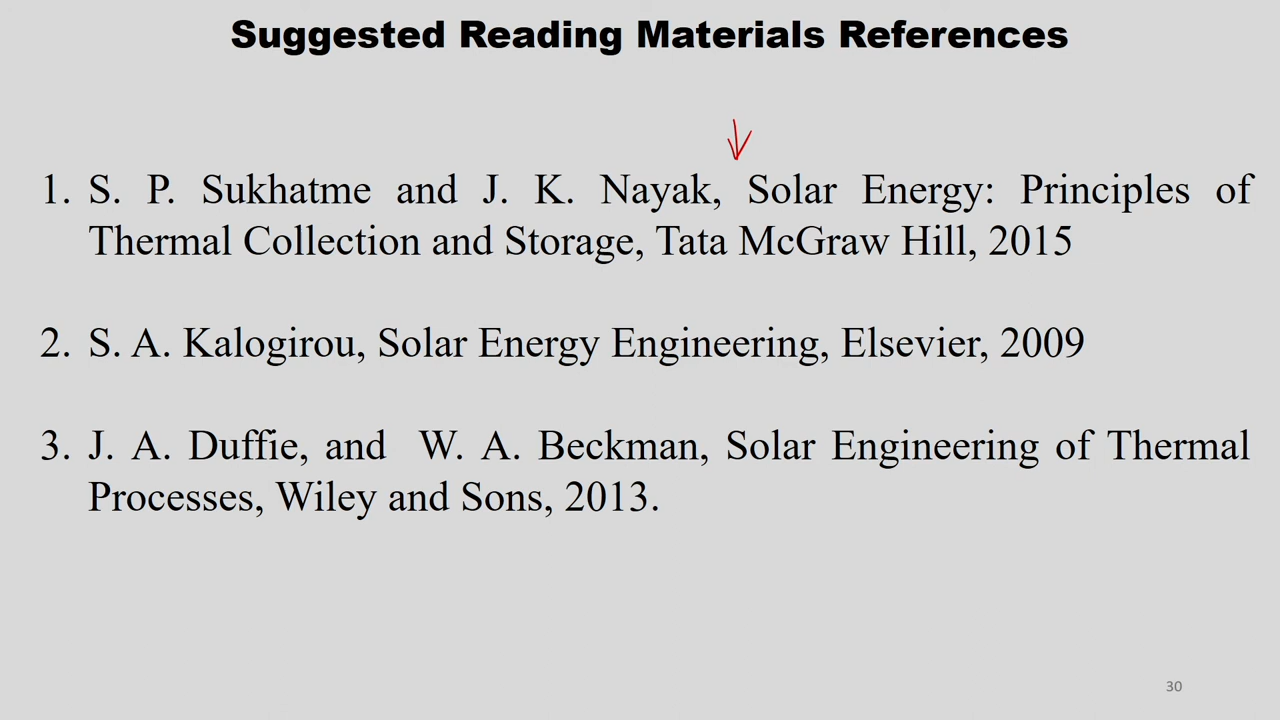 Suggested Reading Materials References
1. S. P. Sukhatme and J. K. Nayak, Solar Energy: Principles of
Thermal Collection and Storage, Tata McGraw Hill, 2015
2. S. A. Kalogirou, Solar Energy Engineering, Elsevier, 2009
3. J. A. Duffie, and W. A. Beckman, Solar Engineering of Thermal
Processes, Wiley and Sons, 2013.
30